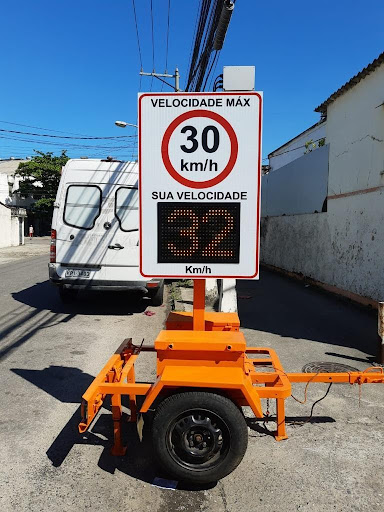 VELOCIDADE MÁX
30
km/h
SUA VELOCIDADE
32
Km/h